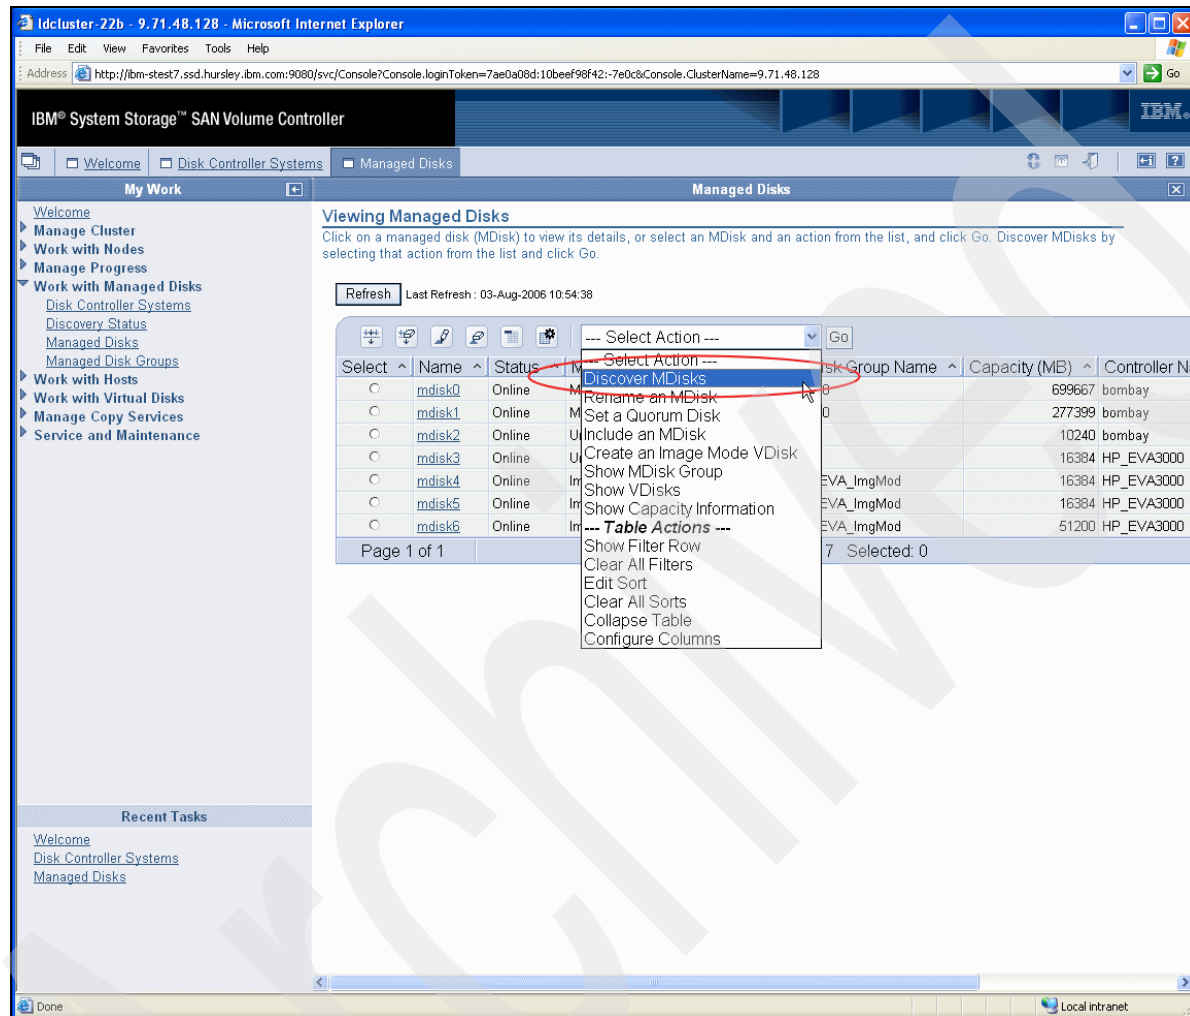 Idcluster-22b - 9.71.48.128 - Microsoft Internet Explorer
File Edit View Favorites Tools Help
Address http://ibm-stest7.ssd.hursley.ibm.com:9080/svc/Console?Console.loginToken=7ae0a08d:10beef98f42:-7e0c&Console.ClusterName=9.71.48.128 Go
IBM® System Storage™ SAN Volume Controller IBM®
Welcome Disk Controller Systems Managed Disks
My Work
Welcome
Manage Cluster
Work with Nodes
Manage Progress
Work with Managed Disks
Disk Controller Systems
Discovery Status
Managed Disks
Managed Disk Groups
Work with Hosts
Work with Virtual Disks
Manage Copy Services
Service and Maintenance
Recent Tasks
Welcome
Disk Controller Systems
Managed Disks
Managed Disks
Viewing Managed Disks
Click on a managed disk (MDisk) to view its details, or select an MDisk and an action from the list, and click Go. Discover MDisks by
selecting that action from the list and click Go.
Refresh Last Refresh : 03-Aug-2006 10:54:38
--- Select Action --- Go
Select Name Status M sk Group Name Capacity (MB) Controller N
mdisk0 Online M 0 699667 bombay
mdisk1 Online M 0 277399 bombay
mdisk2 Online U 10240 bombay
mdisk3 Online U 16384 HP_EVA3000
mdisk4 Online Im EVA_ImgMod 16384 HP_EVA3000
mdisk5 Online Im EVA_ImgMod 16384 HP_EVA3000
mdisk6 Online Im EVA_ImgMod 51200 HP_EVA3000
Page 1 of 1 7 Selected: 0
--- Select Action ---
Discover MDisks
Rename an MDisk
Set a Quorum Disk
Include an MDisk
Create an Image Mode VDisk
Show MDisk Group
Show VDisks
Show Capacity Information
--- Table Actions ---
Show Filter Row
Clear All Filters
Edit Sort
Clear All Sorts
Collapse Table
Configure Columns
Done Local intranet